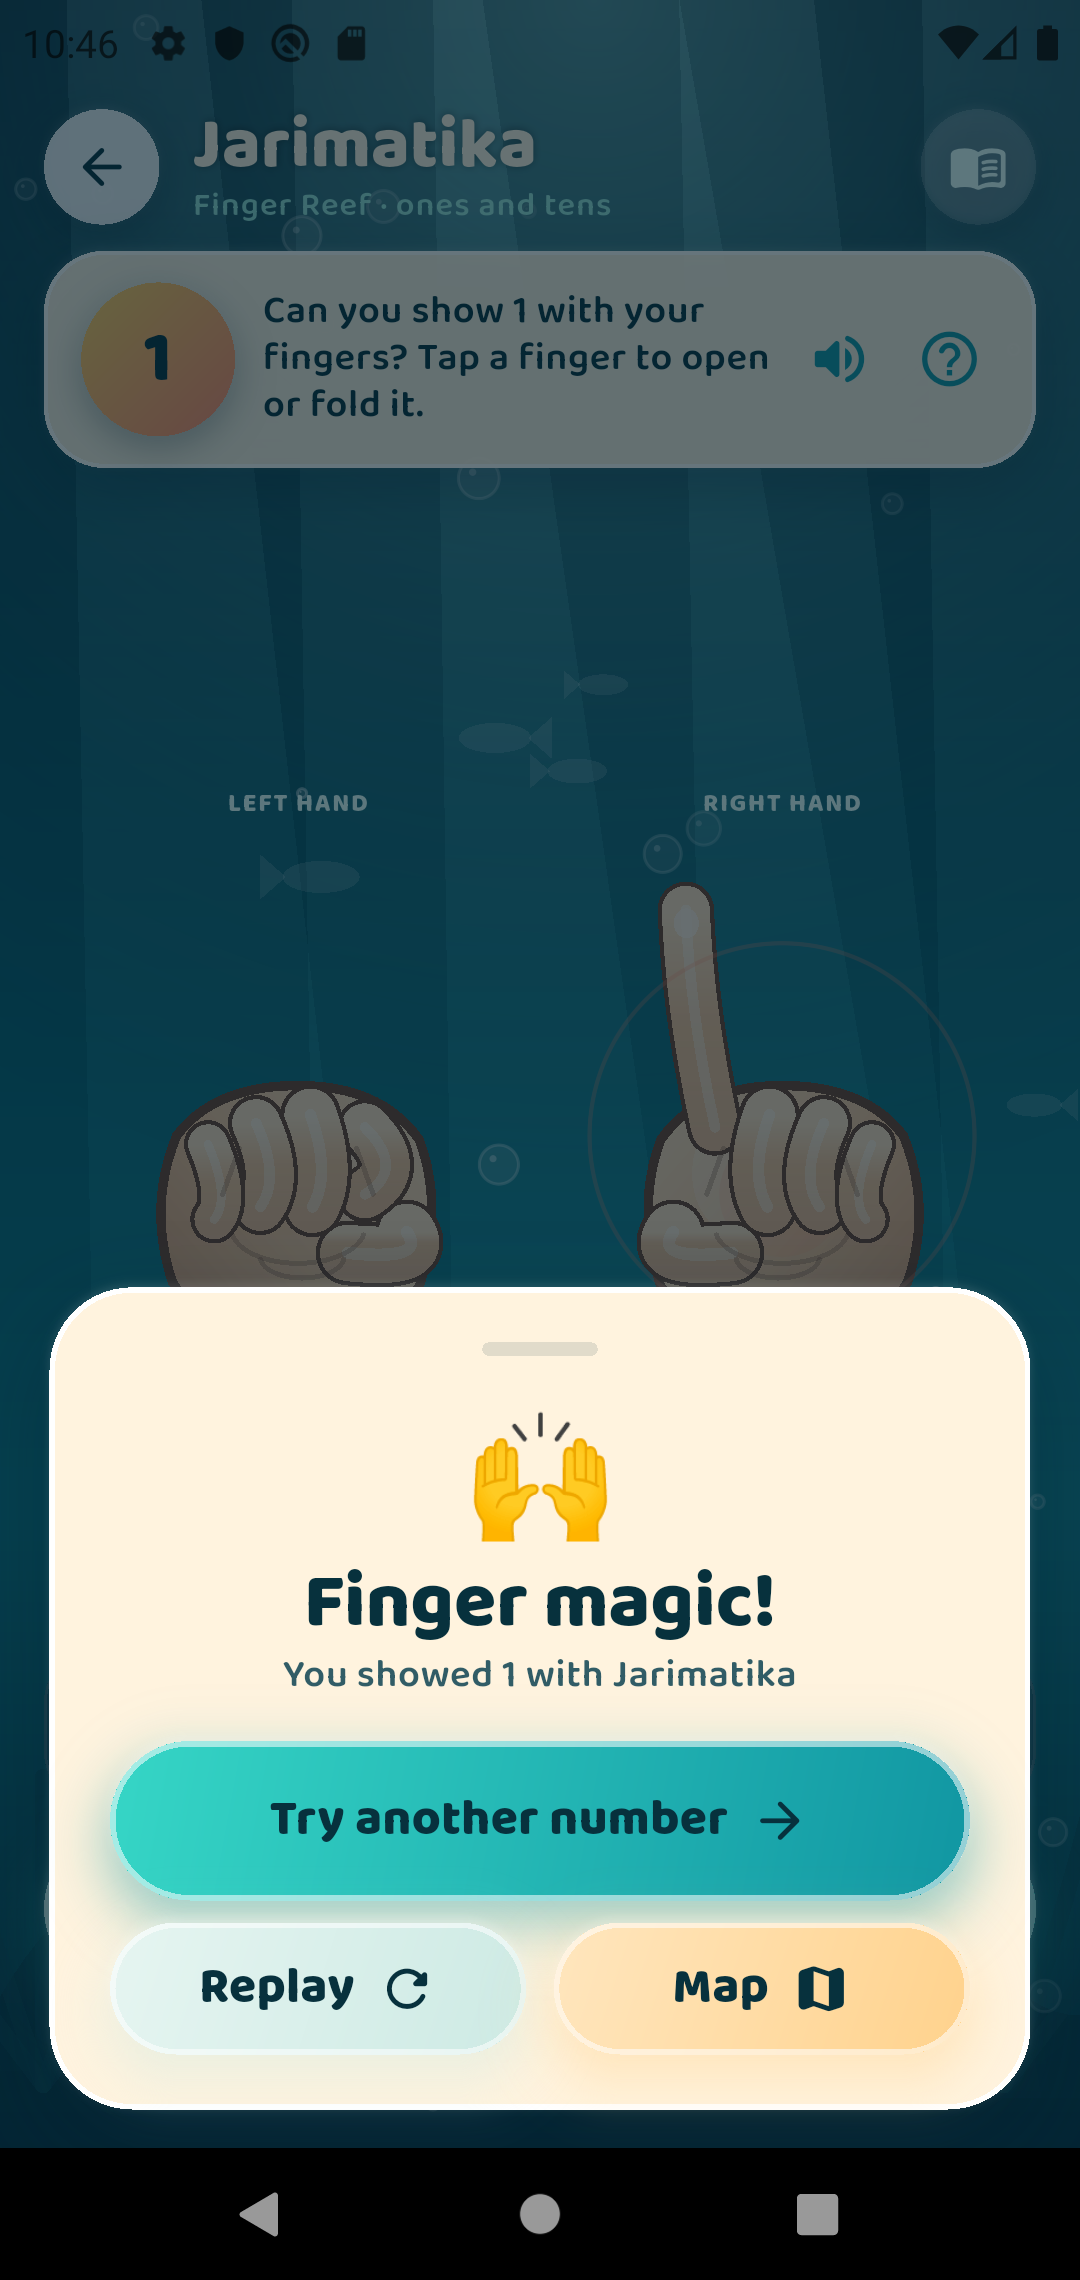 10:46
Jarimatika
Finger Reef · ones and tens
1
Can you show 1 with your
fingers? Tap a finger to open
or fold it.
LEFT HAND
RIGHT HAND
Finger magic!
You showed 1 with Jarimatika
Try another number
Replay
Map